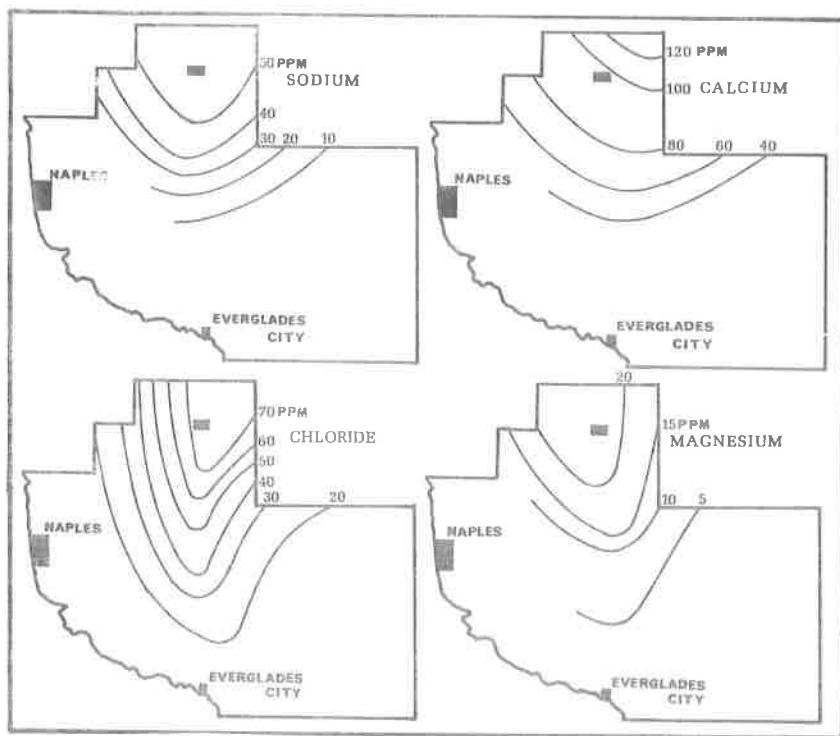 50 PPM
SODIUM
40
30 20 10
NAPLES
EVERGLADES
CITY
120 PPM
100 CALCIUM
80 60 40
NAPLES
EVERGLADES
CITY
70 PPM
CHLORIDE
60
50
40
30 20
NAPLES
EVERGLADES
CITY
20
15 PPM
MAGNESIUM
10 5
NAPLES
EVERGLADES
CITY